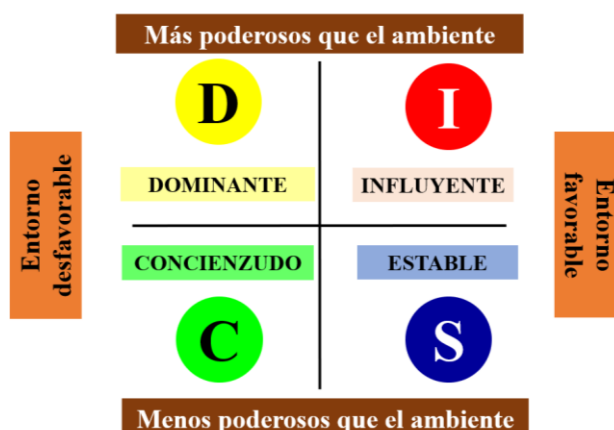 Más poderosos que el ambiente
D
I
Entorno
desfavorable
DOMINANTE
INFLUYENTE
Entorno
favorable
CONCIENZUDO
ESTABLE
C
S
Menos poderosos que el ambiente